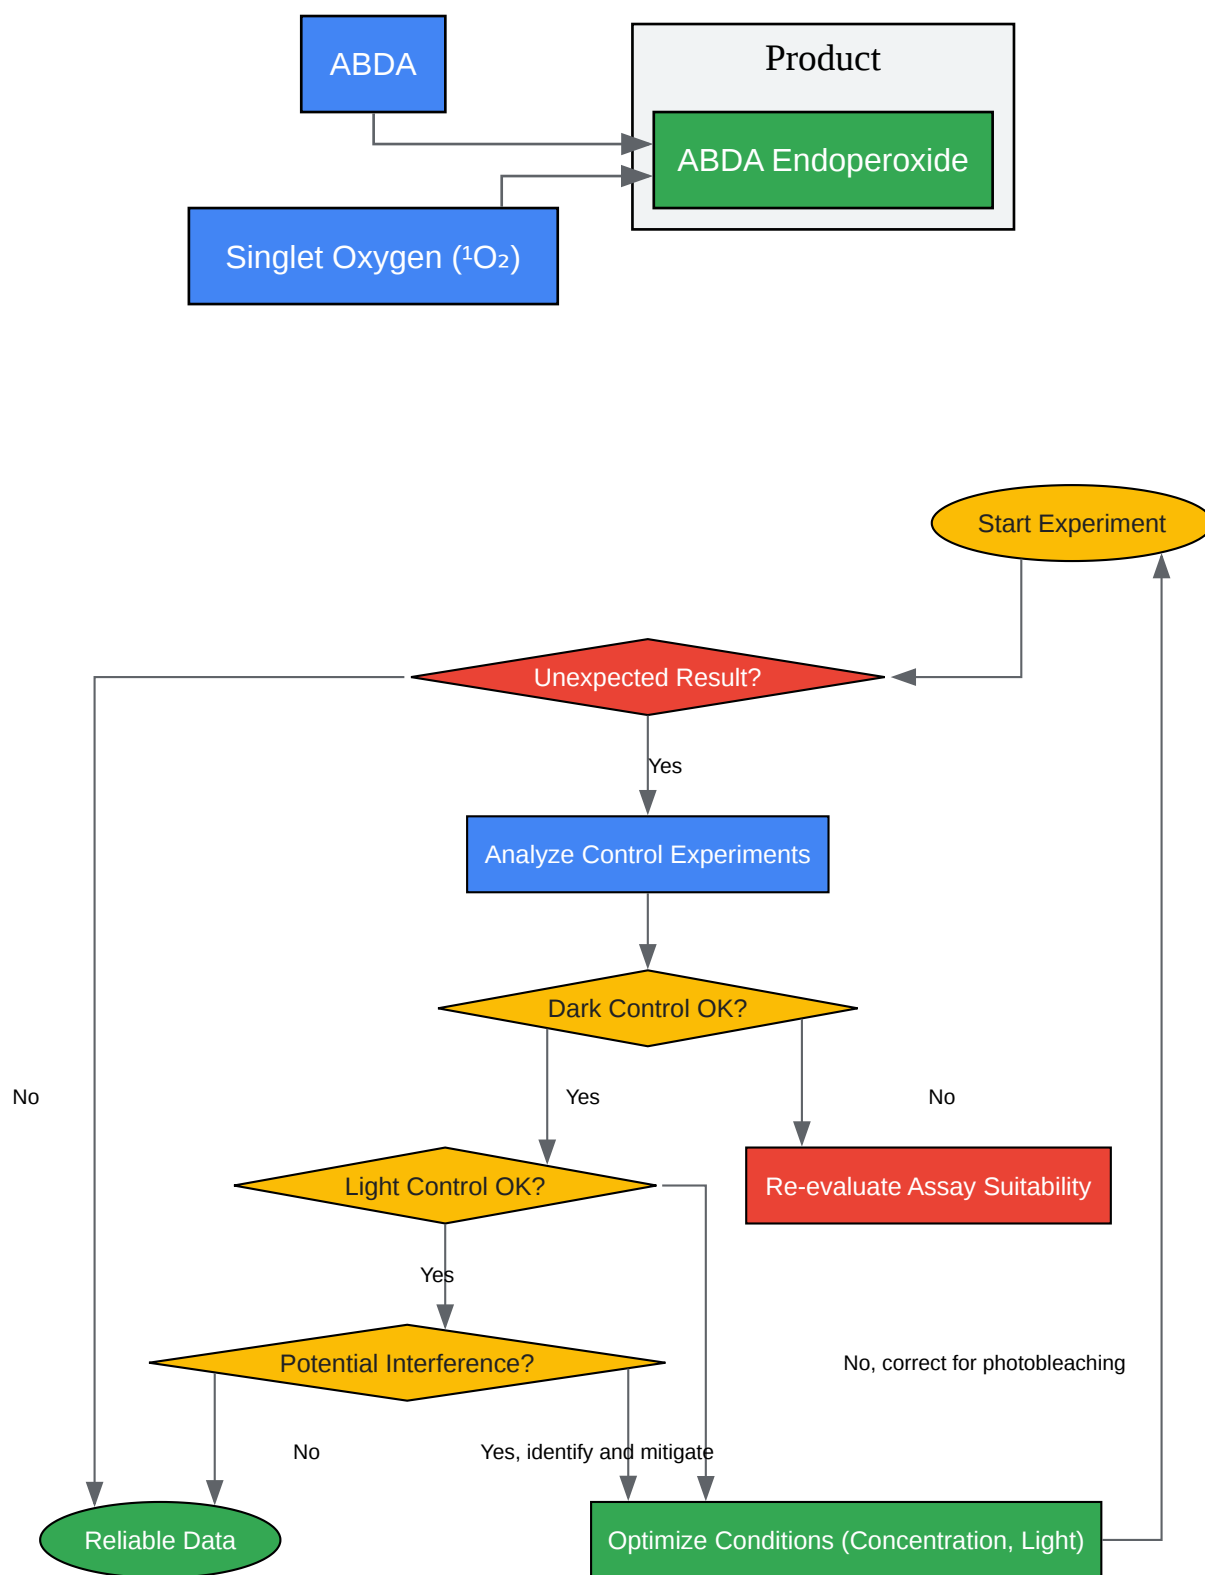 ABDA
Product
ABDA Endoperoxide
Singlet Oxygen (¹O₂)
Start Experiment
Unexpected Result?
Yes
Analyze Control Experiments
Dark Control OK?
No
Yes
No
Light Control OK?
Re-evaluate Assay Suitability
Yes
Potential Interference?
No, correct for photobleaching
No
Yes, identify and mitigate
Reliable Data
Optimize Conditions (Concentration, Light)